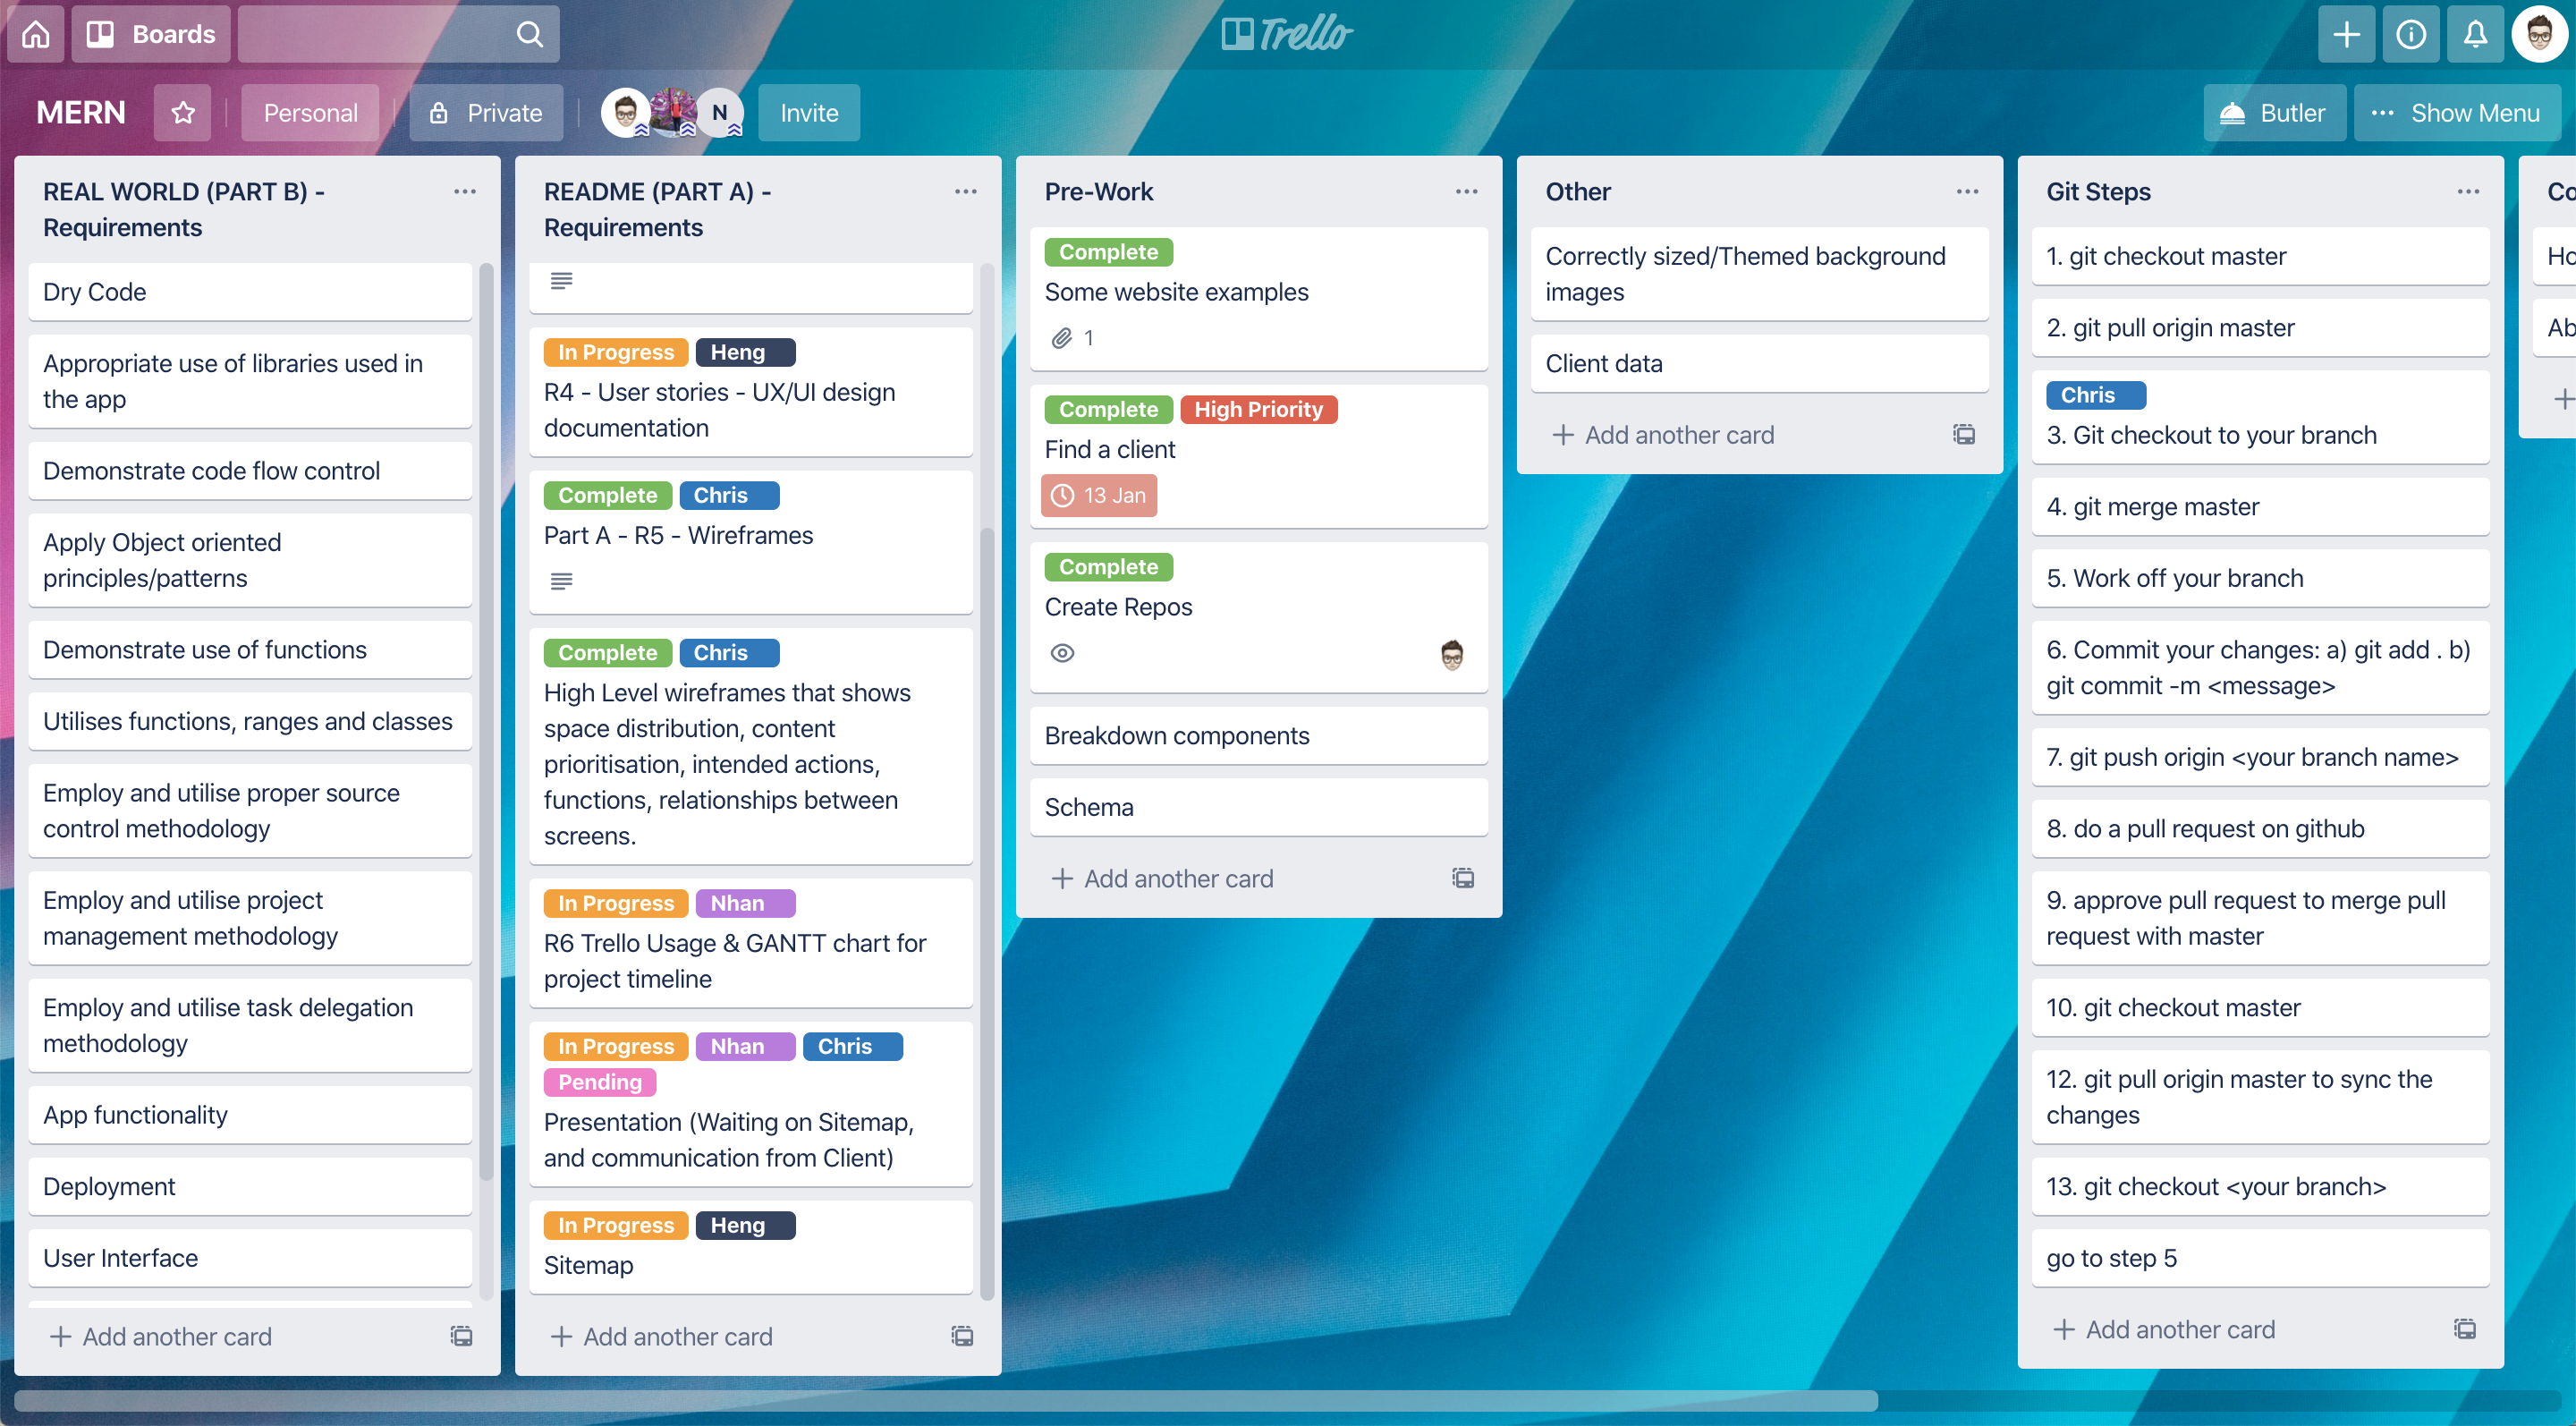 Boards
Trello
MERN
Personal
Private
N
Invite
Butler
Show Menu
REAL WORLD (PART B) -
Requirements
Dry Code
Appropriate use of libraries used in
the app
Demonstrate code flow control
Apply Object oriented
principles/patterns
Demonstrate use of functions
Utilises functions, ranges and classes
Employ and utilise proper source
control methodology
Employ and utilise project
management methodology
Employ and utilise task delegation
methodology
App functionality
Deployment
User Interface
Add another card
README (PART A) -
Requirements
In Progress Heng
R4 - User stories - UX/UI design
documentation
Complete Chris
Part A - R5 - Wireframes
Complete Chris
High Level wireframes that shows
space distribution, content
prioritisation, intended actions,
functions, relationships between
screens.
In Progress Nhan
R6 Trello Usage & GANTT chart for
project timeline
In Progress Nhan Chris
Pending
Presentation (Waiting on Sitemap,
and communication from Client)
In Progress Heng
Sitemap
Add another card
Pre-Work
Complete
Some website examples
1
Complete High Priority
Find a client
13 Jan
Complete
Create Repos
Breakdown components
Schema
Add another card
Other
Correctly sized/Themed background
images
Client data
Add another card
Git Steps
1. git checkout master
2. git pull origin master
Chris
3. Git checkout to your branch
4. git merge master
5. Work off your branch
6. Commit your changes: a) git add . b)
git commit -m <message>
7. git push origin <your branch name>
8. do a pull request on github
9. approve pull request to merge pull
request with master
10. git checkout master
12. git pull origin master to sync the
changes
13. git checkout <your branch>
go to step 5
Add another card
Co
Ho
Ab